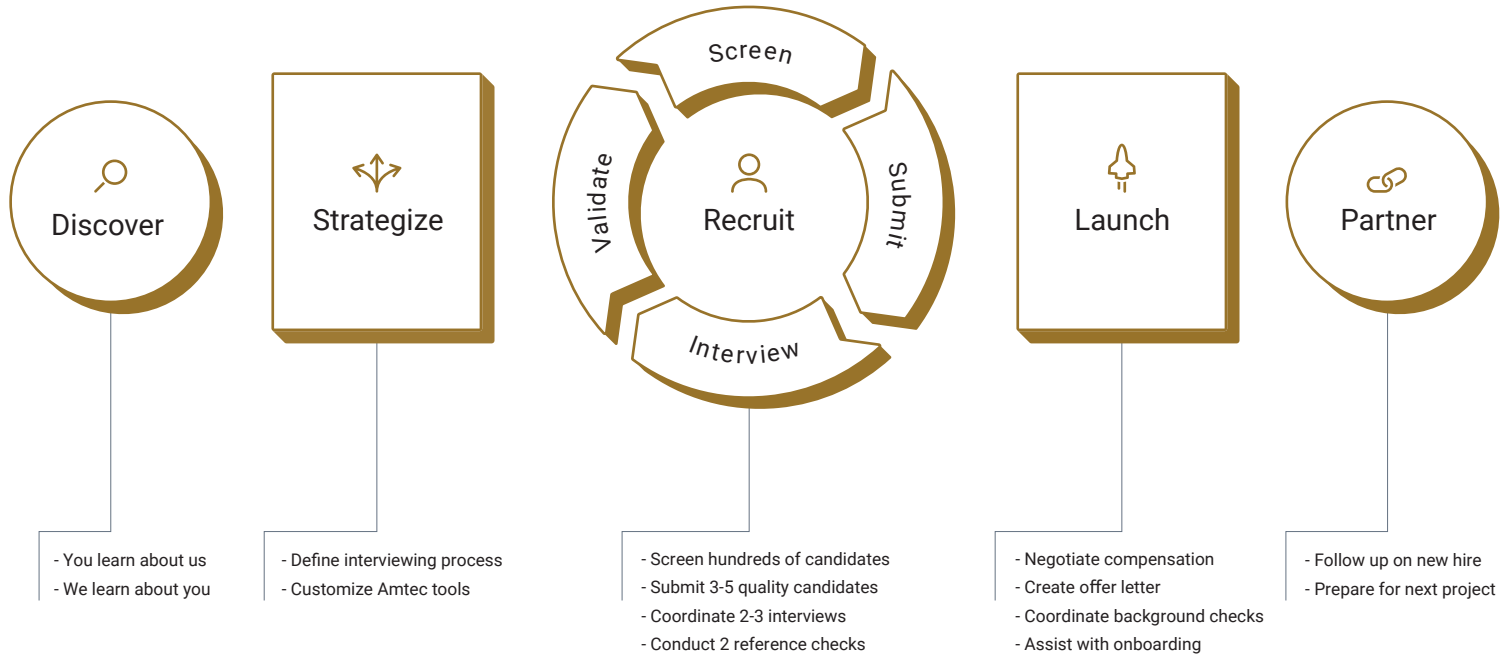 Discover
- You learn about us
- We learn about you
Strategize
- Define interviewing process
- Customize Amtec tools
Recruit
Screen
Submit
Interview
Validate
- Screen hundreds of candidates
- Submit 3-5 quality candidates
- Coordinate 2-3 interviews
- Conduct 2 reference checks
Launch
- Negotiate compensation
- Create offer letter
- Coordinate background checks
- Assist with onboarding
Partner
- Follow up on new hire
- Prepare for next project